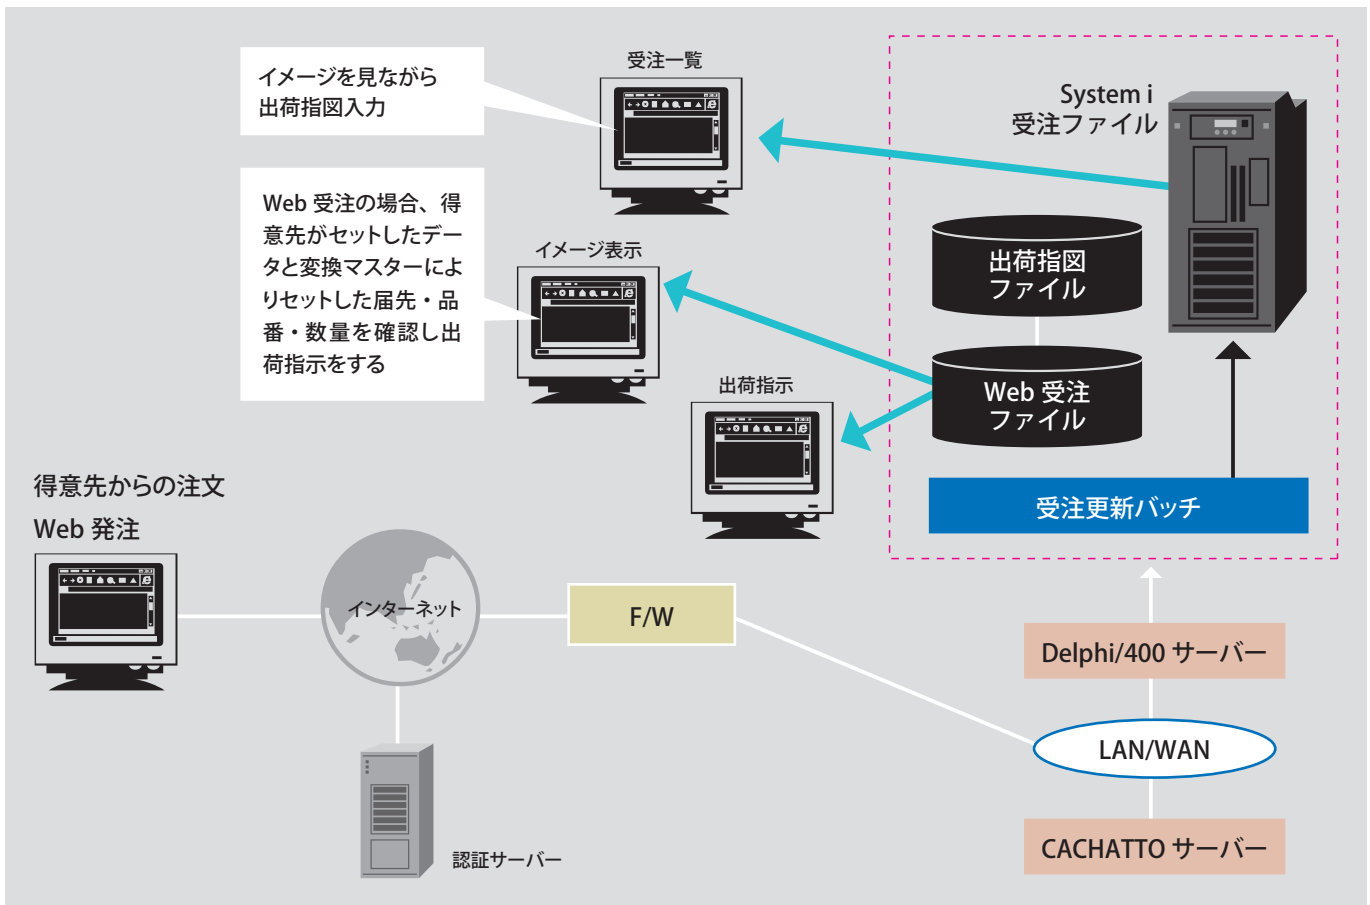 受注一覧
イメージを見ながら
出荷指図入力
System i
受注ファイル
Web 受注の場合、得
意先がセットしたデー
タと変換マスターによ
りセットした届先・品
番・数量を確認し出
荷指示をする
イメージ表示
出荷指図
ファイル
出荷指示
Web 受注
ファイル
得意先からの注文
Web 発注
受注更新バッチ
インターネット
F/W
Delphi/400 サーバー
LAN/WAN
CACHATTO サーバー
認証サーバー